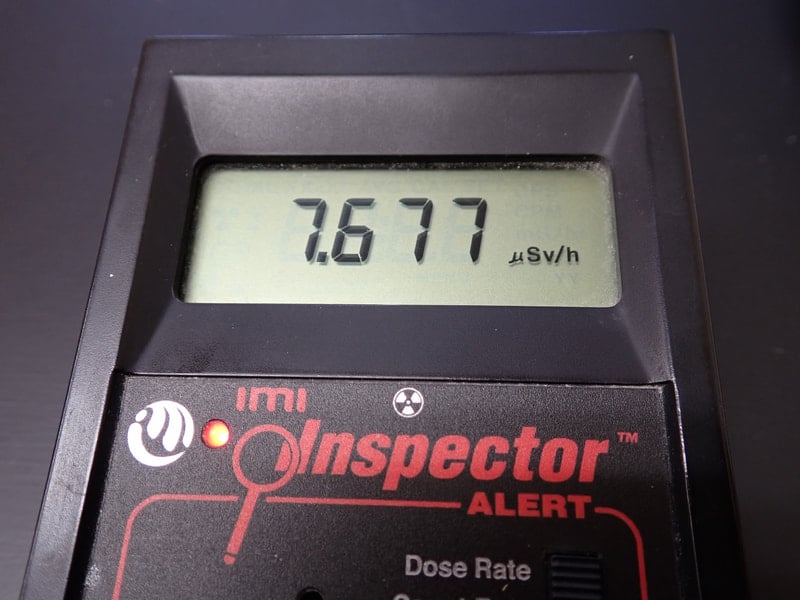 7.677 µSv/h
imi
Inspector™
ALERT
Dose Rate